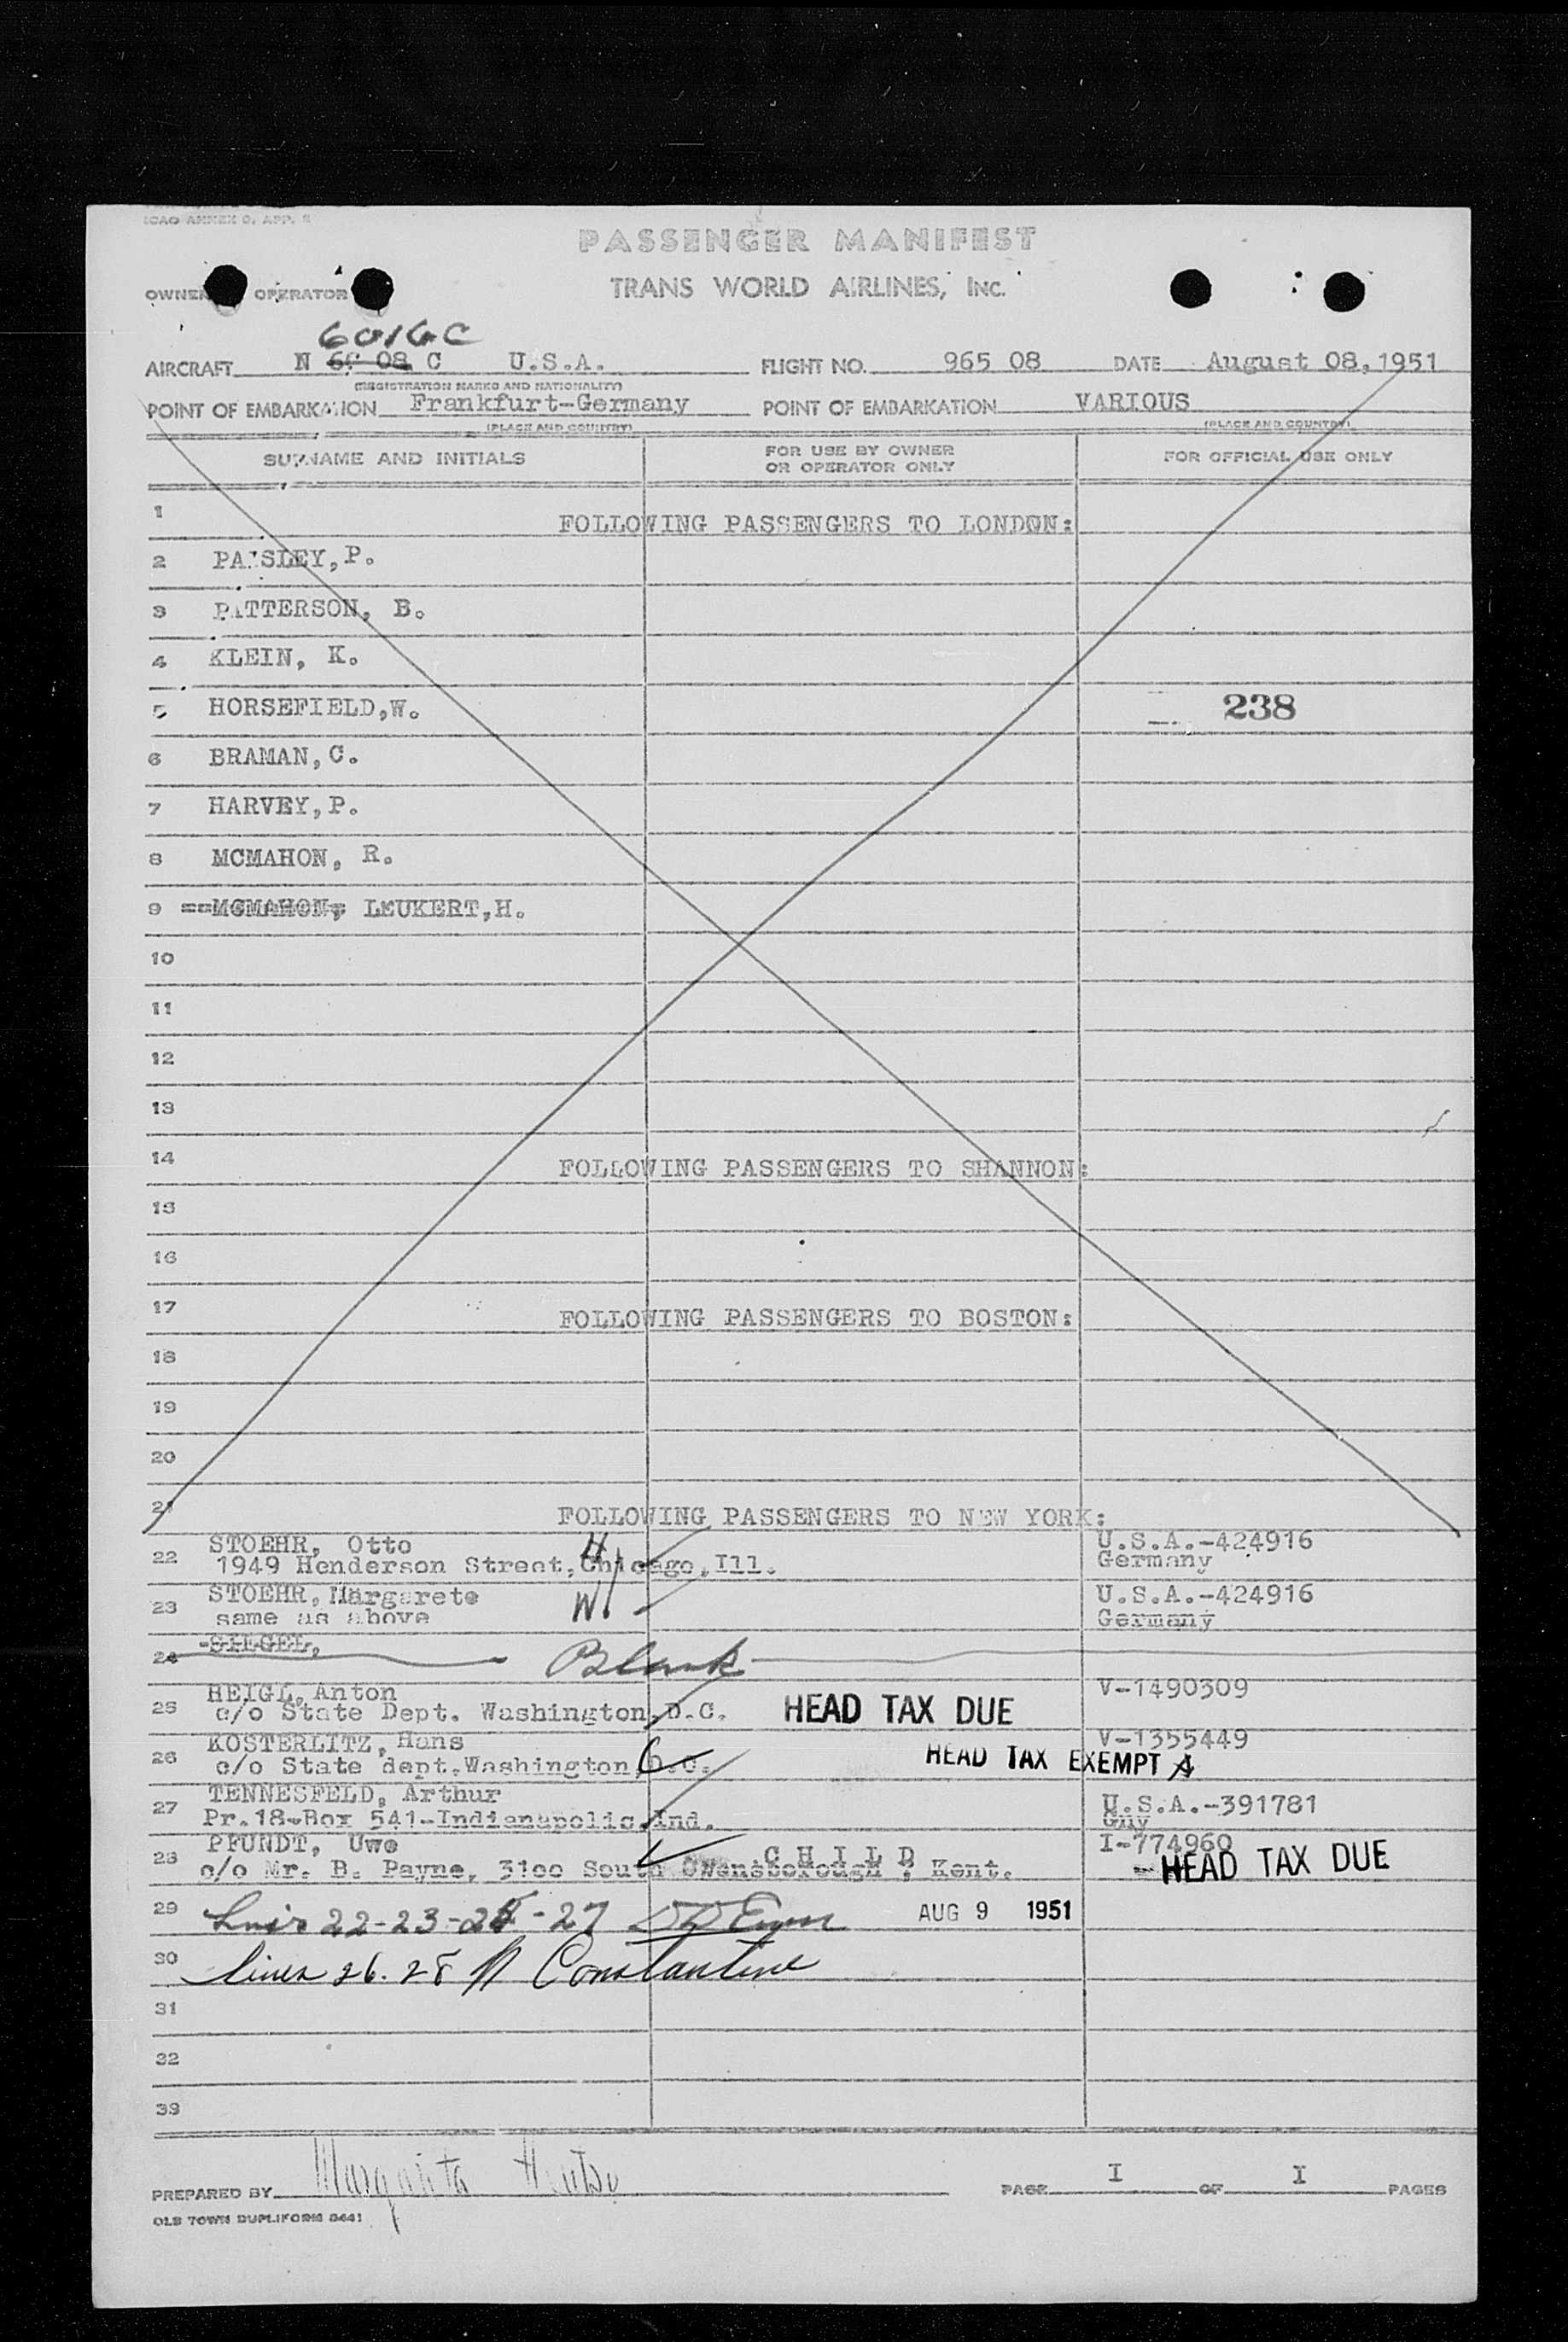 ICAO ANNEX 9, APP. 2
PASSENGER MANIFEST
OWNER OPERATOR TRANS WORLD AIRLINES, INC.
6016C
AIRCRAFT N 60 08 C U.S.A. FLIGHT NO. 965 08 DATE August 08, 1951
(REGISTRATION MARKS AND NATIONALITY)
POINT OF EMBARKATION Frankfurt-Germany POINT OF EMBARKATION VARIOUS
(PLACE AND COUNTRY) (PLACE AND COUNTRY)
SURNAME AND INITIALS FOR USE BY OWNER OR OPERATOR ONLY FOR OFFICIAL USE ONLY
1 FOLLOWING PASSENGERS TO LONDON:
2 PAISLEY, P.
3 PATTERSON, B.
4 KLEIN, K.
5 HORSEFIELD, W. 238
6 BRAMAN, C.
7 HARVEY, P.
8 MCMAHON, R.
9 ==MCMAHON, LEUKERT, H.
10
11
12
13
14 FOLLOWING PASSENGERS TO SHANNON:
15
16
17 FOLLOWING PASSENGERS TO BOSTON:
18
19
20
21 FOLLOWING PASSENGERS TO NEW YORK:
STOEHR, Otto H U.S.A.-424916
22 1949 Henderson Street, Chicago, Ill. Germany
STOEHR, Margarete W U.S.A.-424916
23 same as above Germany
24 -SIEGEL, Blank
HEIGL, Anton V-1490309
25 c/o State Dept. Washington, D.C. HEAD TAX DUE
KOSTERLITZ, Hans V-1355449
26 c/o State dept. Washington, D.C. HEAD TAX EXEMPT A
TENNESFELD, Arthur U.S.A.-391781
27 Pr.18-Box 541-Indianapolis, Ind. Gny
PFUNDT, Uwe C H I L D I-774960
28 c/o Mr. B. Payne, 3100 South Owensborough, Kent. HEAD TAX DUE
29 Lines 22-23-25-27 AUG 9 1951
30 lines 26. 28 N Constantine
31
32
33
PREPARED BY Margarita PAGE I OF I PAGES
OLD TOWN DUPLIFORM 8441